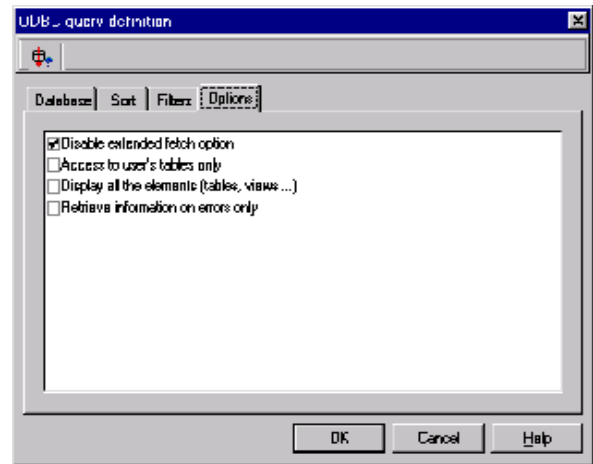 ODBC query definition
Database Sort Filters Options
Disable extended fetch option
Access to user's tables only
Display all the elements (tables, views ...)
Retrieve information on errors only
OK Cancel Help